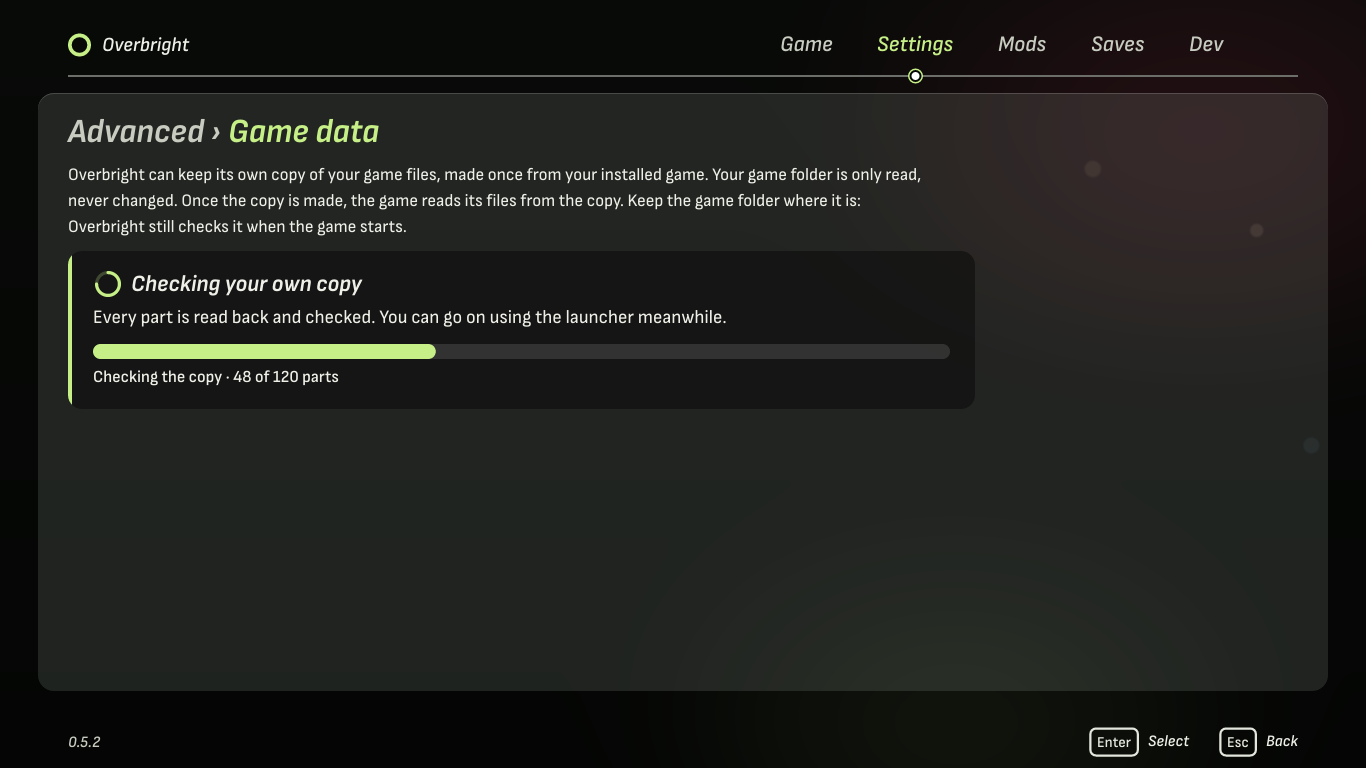 Overbright
Game Settings Mods Saves Dev
Advanced › Game data
Overbright can keep its own copy of your game files, made once from your installed game. Your game folder is only read,
never changed. Once the copy is made, the game reads its files from the copy. Keep the game folder where it is:
Overbright still checks it when the game starts.
Checking your own copy
Every part is read back and checked. You can go on using the launcher meanwhile.
Checking the copy · 48 of 120 parts
0.5.2
Enter Select Esc Back